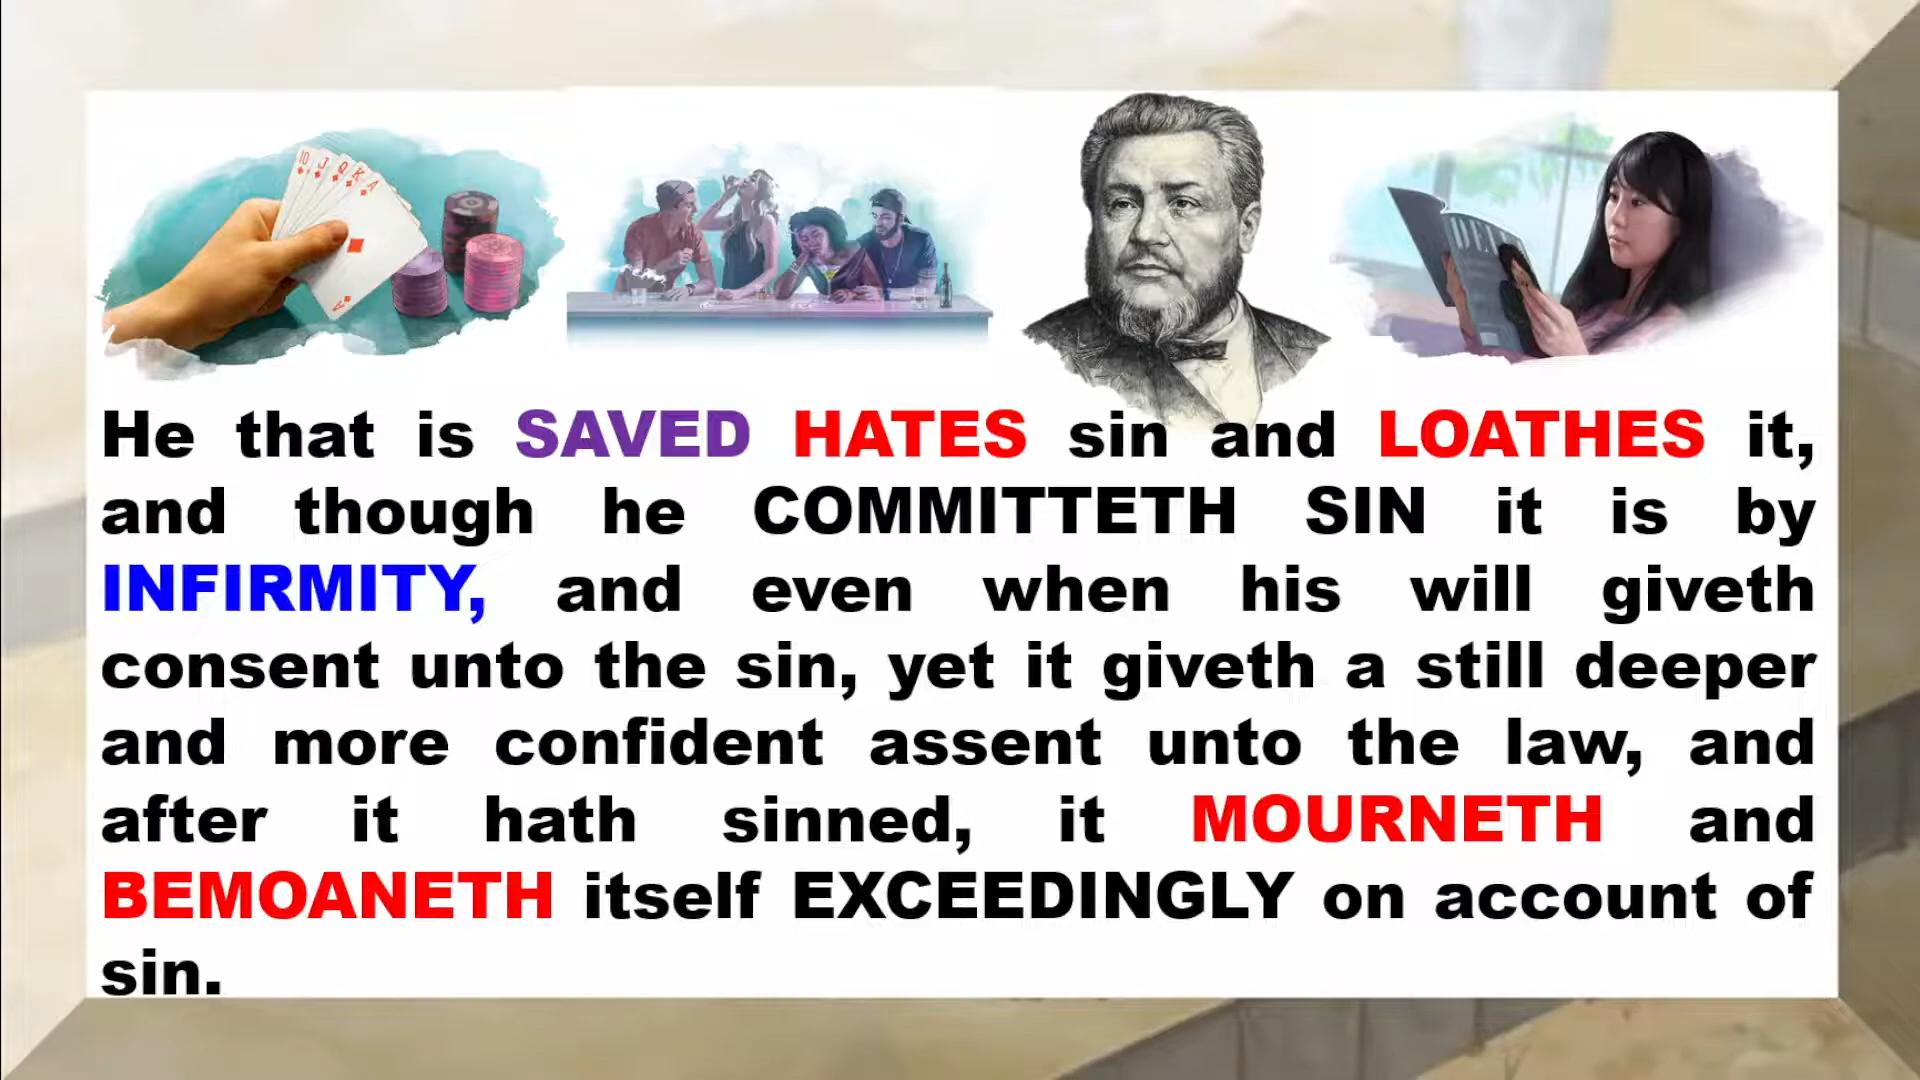 10 J Q K A
A
DEAT
He that is SAVED HATES sin and LOATHES it,
and though he COMMITTETH SIN it is by
INFIRMITY, and even when his will giveth
consent unto the sin, yet it giveth a still deeper
and more confident assent unto the law, and
after it hath sinned, it MOURNETH and
BEMOANETH itself EXCEEDINGLY on account of
sin.